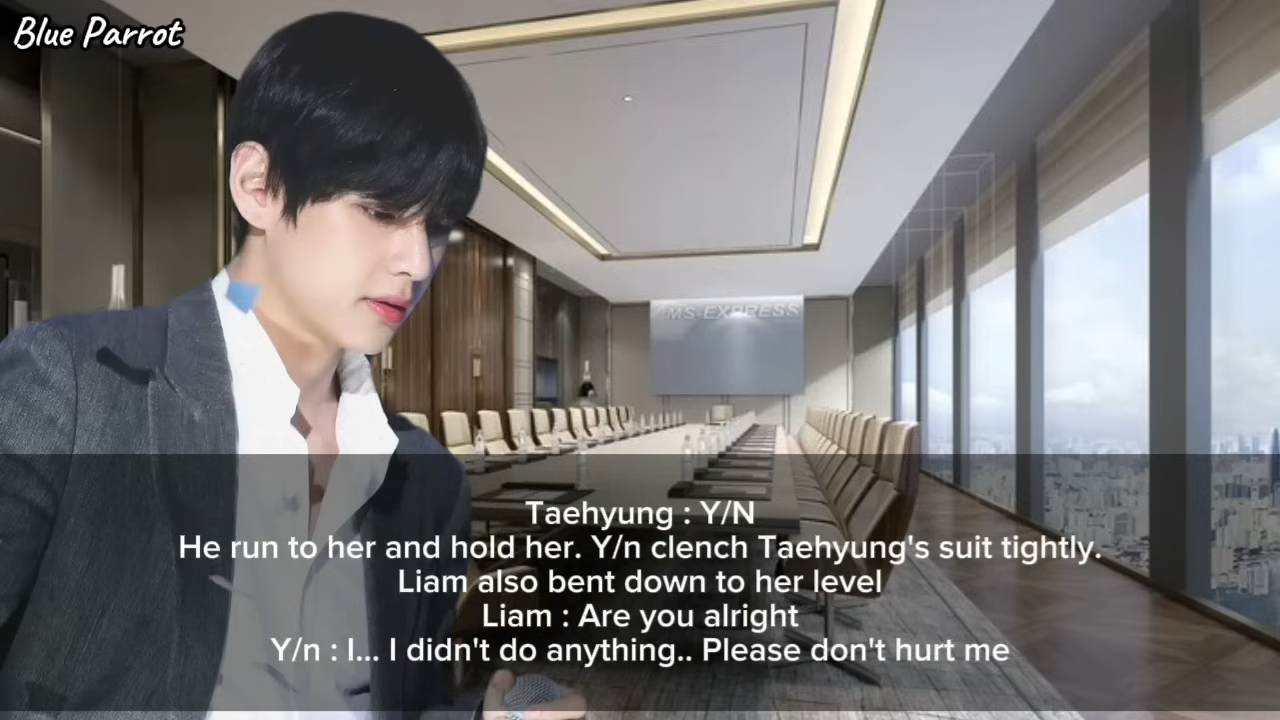 Blue Parrot
MS EXPRESS
Taehyung : Y/N
He run to her and hold her. Y/n clench Taehyung's suit tightly.
Liam also bent down to her level
Liam : Are you alright
Y/n : I... I didn't do anything.. Please don't hurt me